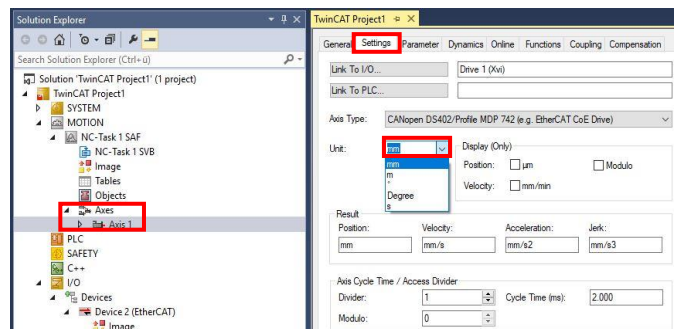 Solution Explorer
Search Solution Explorer (Ctrl+ü)
Solution 'TwinCAT Project1' (1 project)
TwinCAT Project1
SYSTEM
MOTION
NC-Task 1 SAF
NC-Task 1 SVB
Image
Tables
Objects
Axes
Axis 1
PLC
SAFETY
C++
I/O
Devices
Device 2 (EtherCAT)
Image
TwinCAT Project1
General Settings Parameter Dynamics Online Functions Coupling Compensation
Link To I/O... Drive 1 (Xvi)
Link To PLC...
Axis Type: CANopen DS402/Profile MDP 742 (e.g. EtherCAT CoE Drive)
Unit: mm
mm
m
°
Degree
s
Display (Only)
Position: µm Modulo
Velocity: mm/min
Result
Position: Velocity: Acceleration: Jerk:
mm mm/s mm/s2 mm/s3
Axis Cycle Time / Access Divider
Divider: 1 Cycle Time (ms): 2.000
Modulo: 0